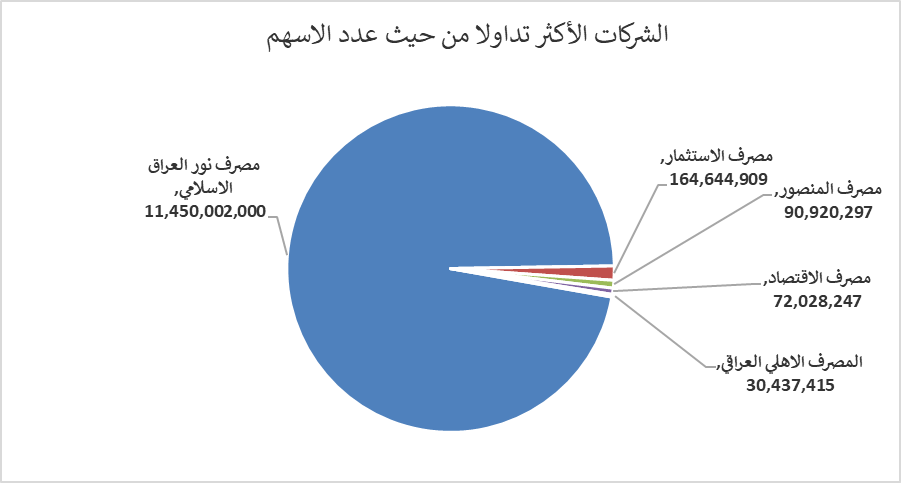 الشركات الأكثر تداولا من حيث عدد الاسهم
مصرف الاستثمار,
164,644,909
مصرف نور العراق
الاسلامي,
11,450,002,000
مصرف المنصور,
90,920,297
مصرف الاقتصاد,
72,028,247
المصرف الاهلي العراقي,
30,437,415